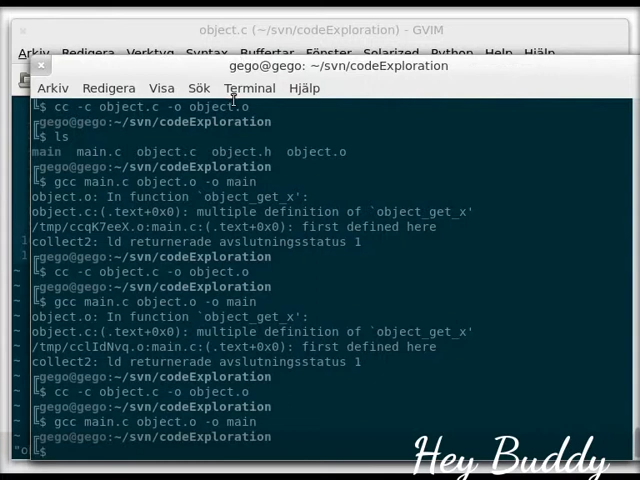 object.c (~/svn/codeExploration) - GVIM
Arkiv Redigera Verktyg Syntax Buffertar Fönster Solarized Python Help Hjälp
gego@gego: ~/svn/codeExploration
Arkiv Redigera Visa Sök Terminal Hjälp
╚$ cc -c object.c -o object.o
╔gego@gego:~/svn/codeExploration
╚$ ls
main main.c object.c object.h object.o
╔gego@gego:~/svn/codeExploration
╚$ gcc main.c object.o -o main
object.o: In function `object_get_x':
object.c:(.text+0x0): multiple definition of `object_get_x'
/tmp/ccqK7eeX.o:main.c:(.text+0x0): first defined here
collect2: ld returnerade avslutningsstatus 1
╔gego@gego:~/svn/codeExploration
╚$ cc -c object.c -o object.o
╔gego@gego:~/svn/codeExploration
╚$ gcc main.c object.o -o main
object.o: In function `object_get_x':
object.c:(.text+0x0): multiple definition of `object_get_x'
/tmp/cclIdNvq.o:main.c:(.text+0x0): first defined here
collect2: ld returnerade avslutningsstatus 1
╔gego@gego:~/svn/codeExploration
╚$ cc -c object.c -o object.o
╔gego@gego:~/svn/codeExploration
╚$ gcc main.c object.o -o main
╔gego@gego:~/svn/codeExploration
╚$
Hey Buddy